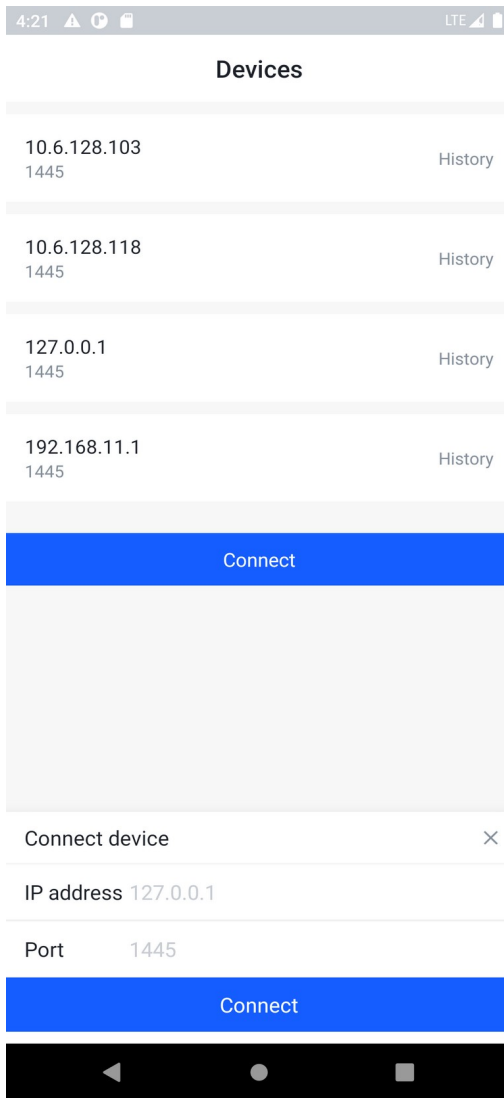 4:21
LTE
Devices
10.6.128.103
1445
History
10.6.128.118
1445
History
127.0.0.1
1445
History
192.168.11.1
1445
History
Connect
Connect device
IP address 127.0.0.1
Port 1445
Connect